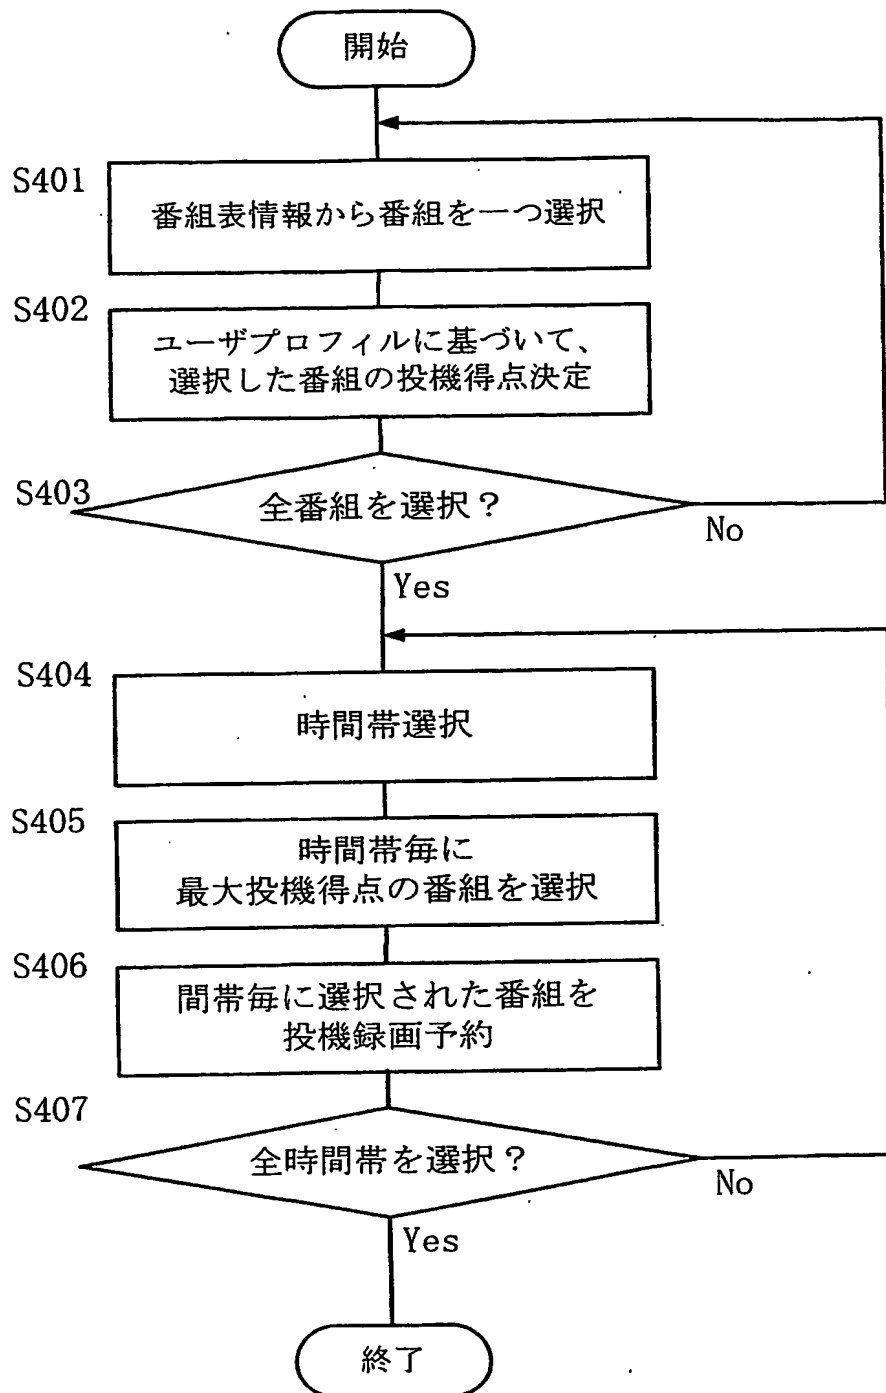 開始
S401
番組表情報から番組を一つ選択
S402
ユーザプロフィルに基づいて、
選択した番組の投機得点決定
S403
全番組を選択？
No
Yes
S404
時間帯選択
S405
時間帯毎に
最大投機得点の番組を選択
S406
間帯毎に選択された番組を
投機録画予約
S407
全時間帯を選択？
No
Yes
終了